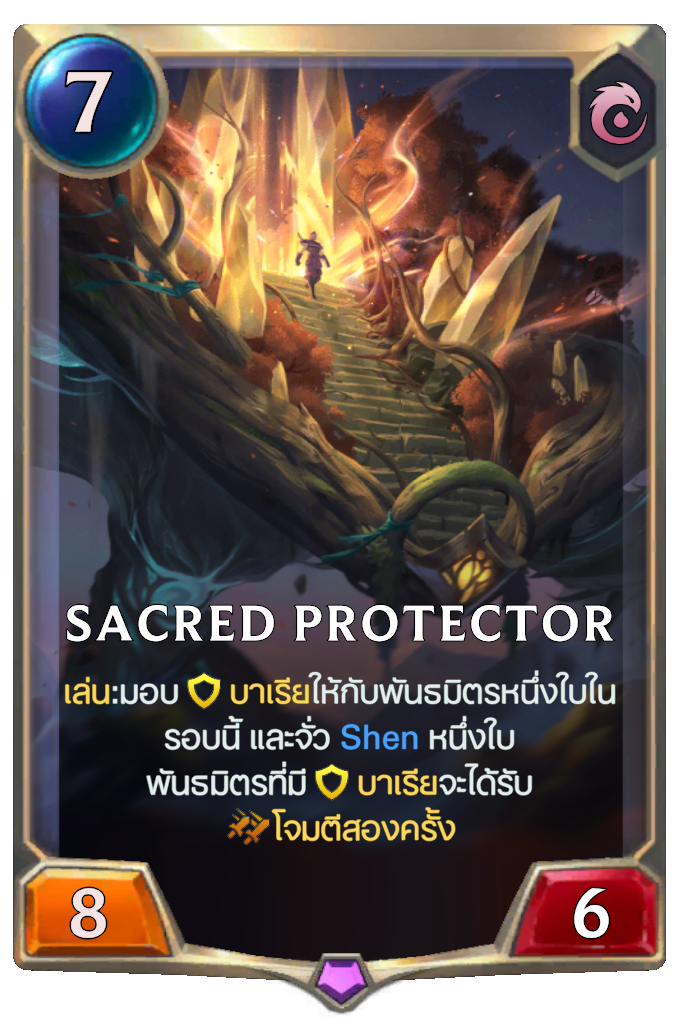 7
SACRED PROTECTOR
เล่น:มอบ บาเรียให้กับพันธมิตรหนึ่งใบใน
รอบนี้ และจั่ว Shen หนึ่งใบ
พันธมิตรที่มี บาเรียจะได้รับ
โจมตีสองครั้ง
8 6